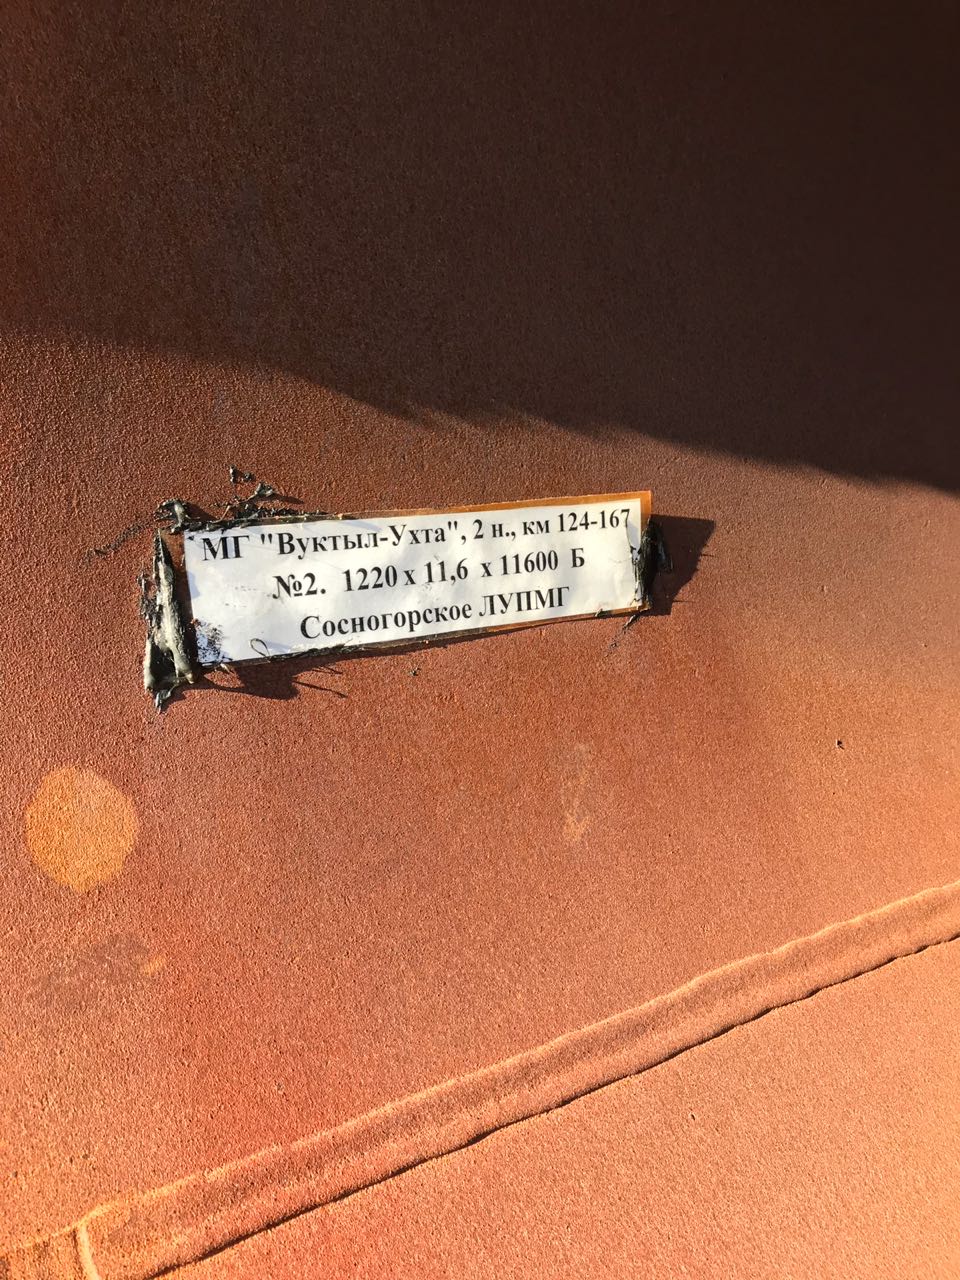 МГ "Вуктыл-Ухта", 2 н., км 124-167
№2. 1220 х 11,6 х 11600 Б
Сосногорское ЛУПМГ